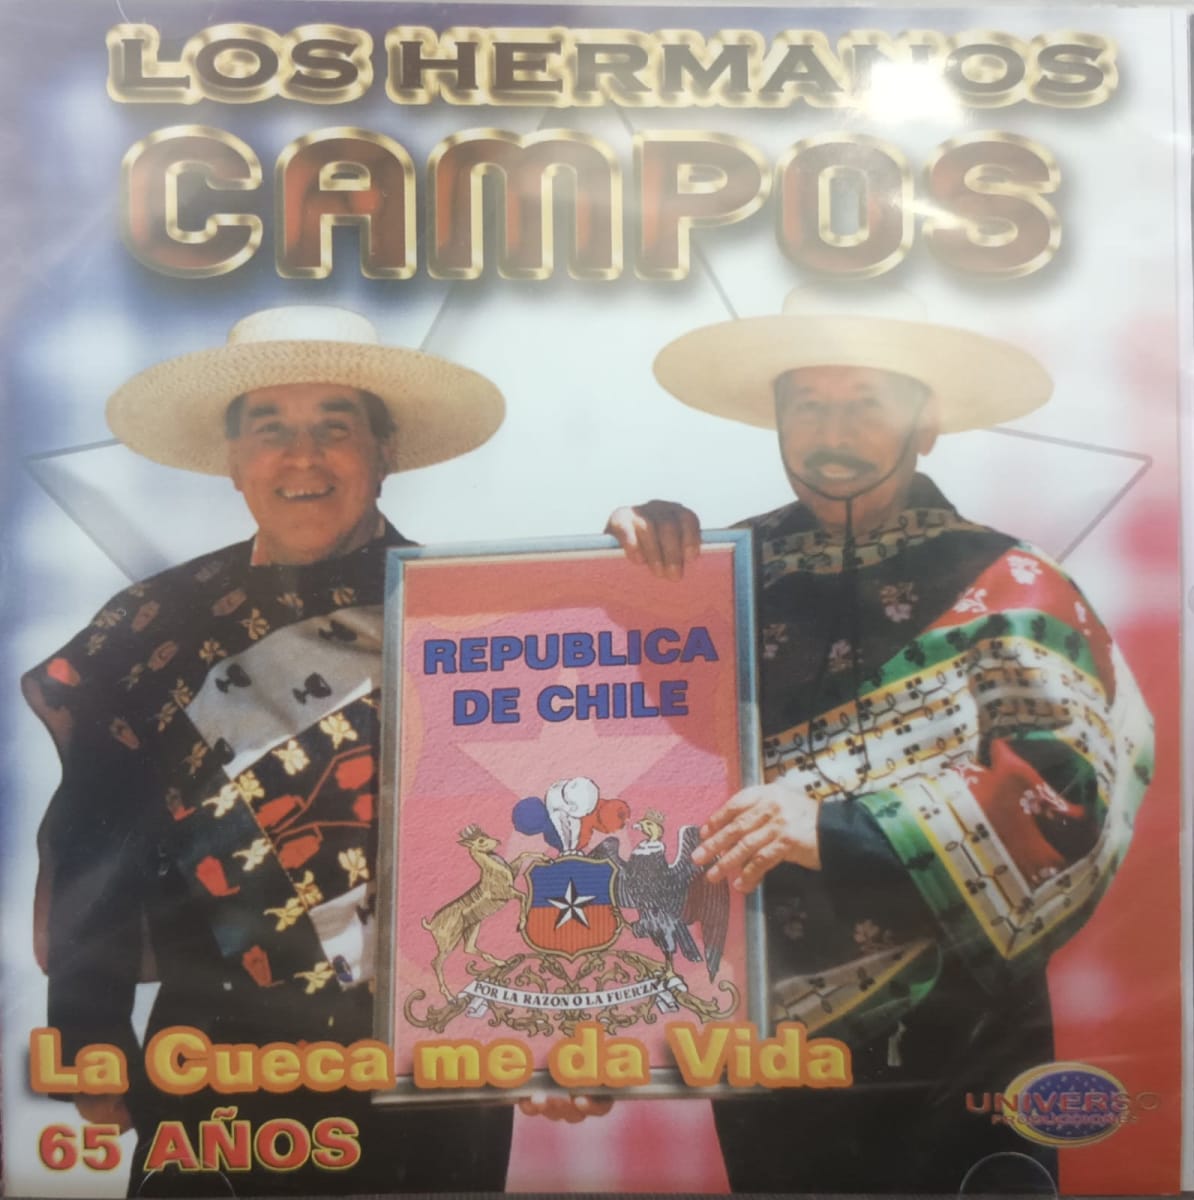 LOS HERMANOS
CAMPOS
REPUBLICA
DE CHILE
POR LA RAZON O LA FUERZA
La Cueca me da Vida
65 AÑOS
UNIVERSO
PRODUCCIONES